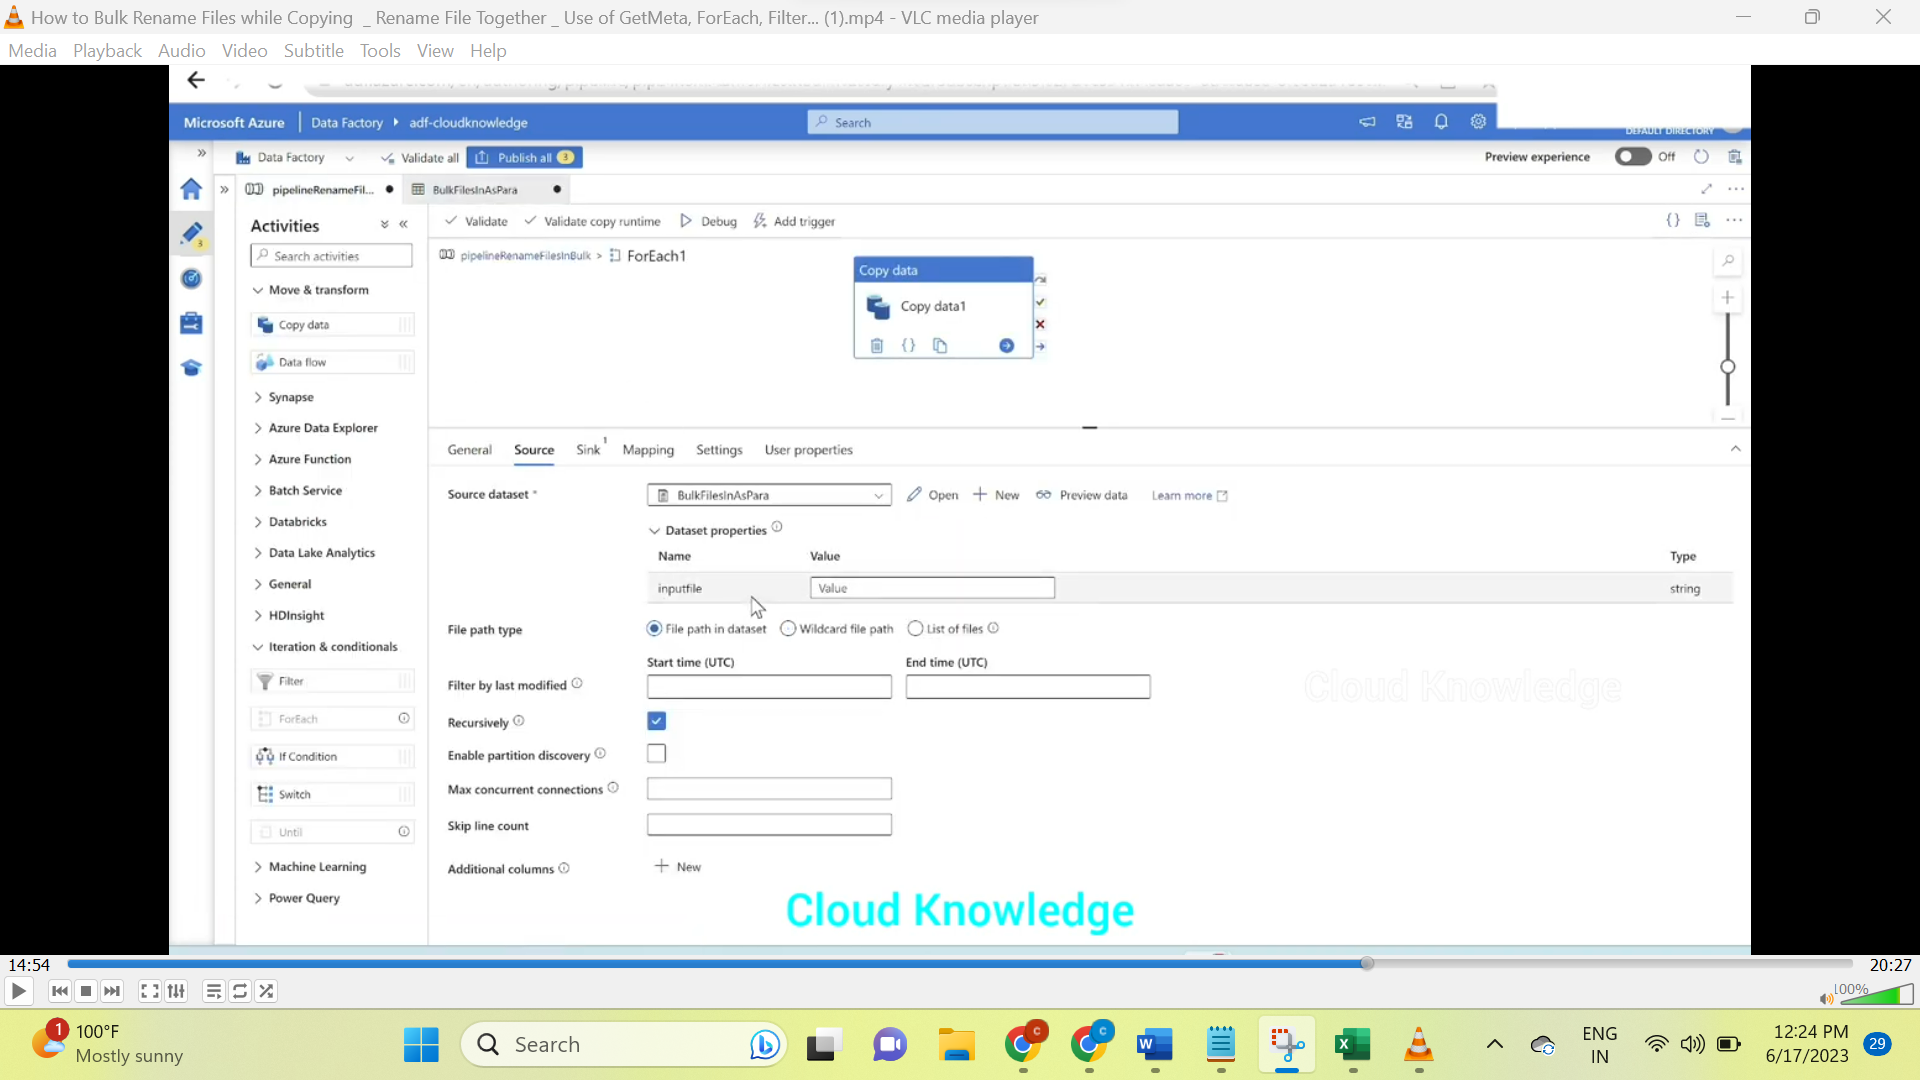 How to Bulk Rename Files while Copying _ Rename File Together _ Use of GetMeta, ForEach, Filter... (1).mp4 - VLC media player
Media Playback Audio Video Subtitle Tools View Help
Microsoft Azure Data Factory adf-cloudknowledge Search
DEFAULT DIRECTORY
Data Factory Validate all Publish all 3 Preview experience Off
pipelineRenameFil... BulkFilesInAsPara
Activities Validate Validate copy runtime Debug Add trigger
3
Search activities pipelineRenameFilesInBulk > ForEach1
Move & transform
Copy data
Data flow
Synapse
Azure Data Explorer
Azure Function
Batch Service
Databricks
Data Lake Analytics
General
HDInsight
Iteration & conditionals
Filter
ForEach
If Condition
Switch
Until
Machine Learning
Power Query
Copy data
Copy data1
General Source Sink 1 Mapping Settings User properties
Source dataset * BulkFilesInAsPara Open New Preview data Learn more
Dataset properties
Name Value Type
inputfile Value string
File path type File path in dataset Wildcard file path List of files
Start time (UTC) End time (UTC)
Filter by last modified
Cloud Knowledge
Recursively
Enable partition discovery
Max concurrent connections
Skip line count
Additional columns New
Cloud Knowledge
14:54 20:27
100%
1 100°F
Mostly sunny
Search
ENG
IN
12:24 PM
6/17/2023
29